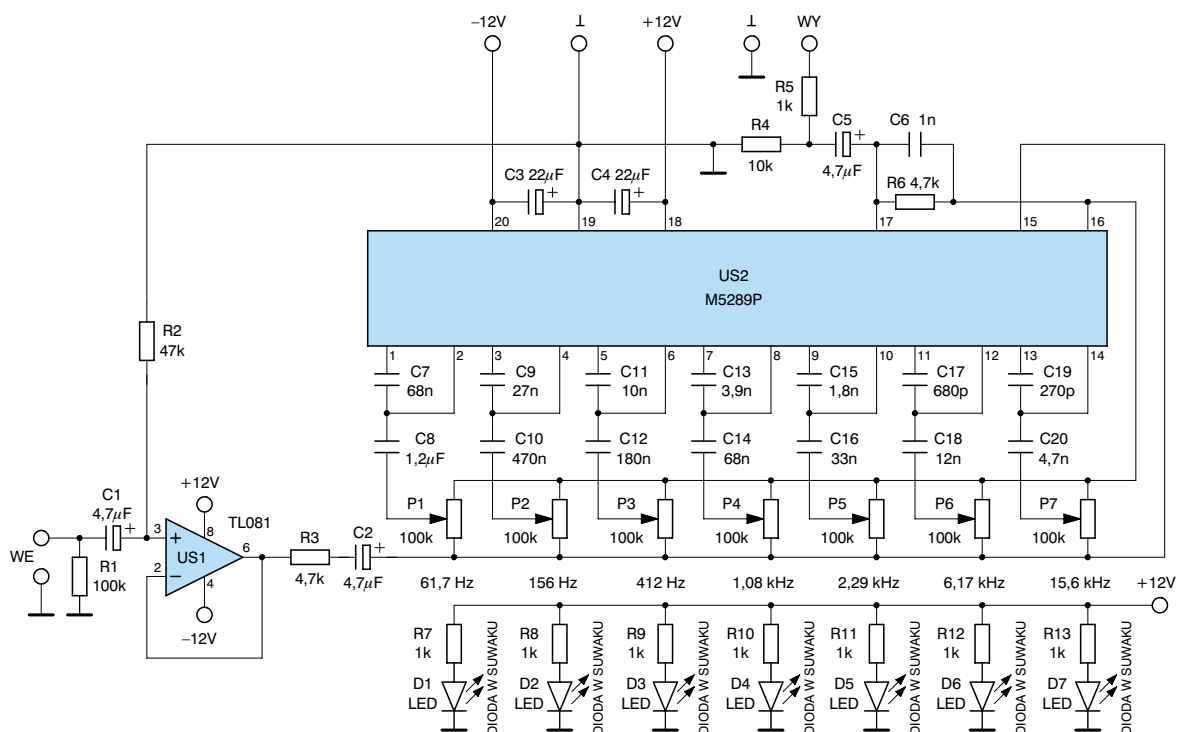 −12V ⊥ +12V ⊥ WY
R5
1k
R4
10k
C5
4,7μF
C6 1n
R6 4,7k
C3 22μF C4 22μF
20 19 18 17 15 16
US2
M5289P
R2
47k
1 2 3 4 5 6 7 8 9 10 11 12 13 14
C7
68n
C9
27n
C11
10n
C13
3,9n
C15
1,8n
C17
680p
C19
270p
C8
1,2μF
C10
470n
C12
180n
C14
68n
C16
33n
C18
12n
C20
4,7n
P1
100k
P2
100k
P3
100k
P4
100k
P5
100k
P6
100k
P7
100k
WE
C1
4,7μF
R1
100k
+12V
TL081
US1
3
+
2
−
8
6
4
−12V
R3
4,7k
C2
4,7μF
61,7 Hz 156 Hz 412 Hz 1,08 kHz 2,29 kHz 6,17 kHz 15,6 kHz
+12V
R7
1k
R8
1k
R9
1k
R10
1k
R11
1k
R12
1k
R13
1k
D1
LED
D2
LED
D3
LED
D4
LED
D5
LED
D6
LED
D7
LED
DIODA W SUWAKU
DIODA W SUWAKU
DIODA W SUWAKU
DIODA W SUWAKU
DIODA W SUWAKU
DIODA W SUWAKU
DIODA W SUWAKU